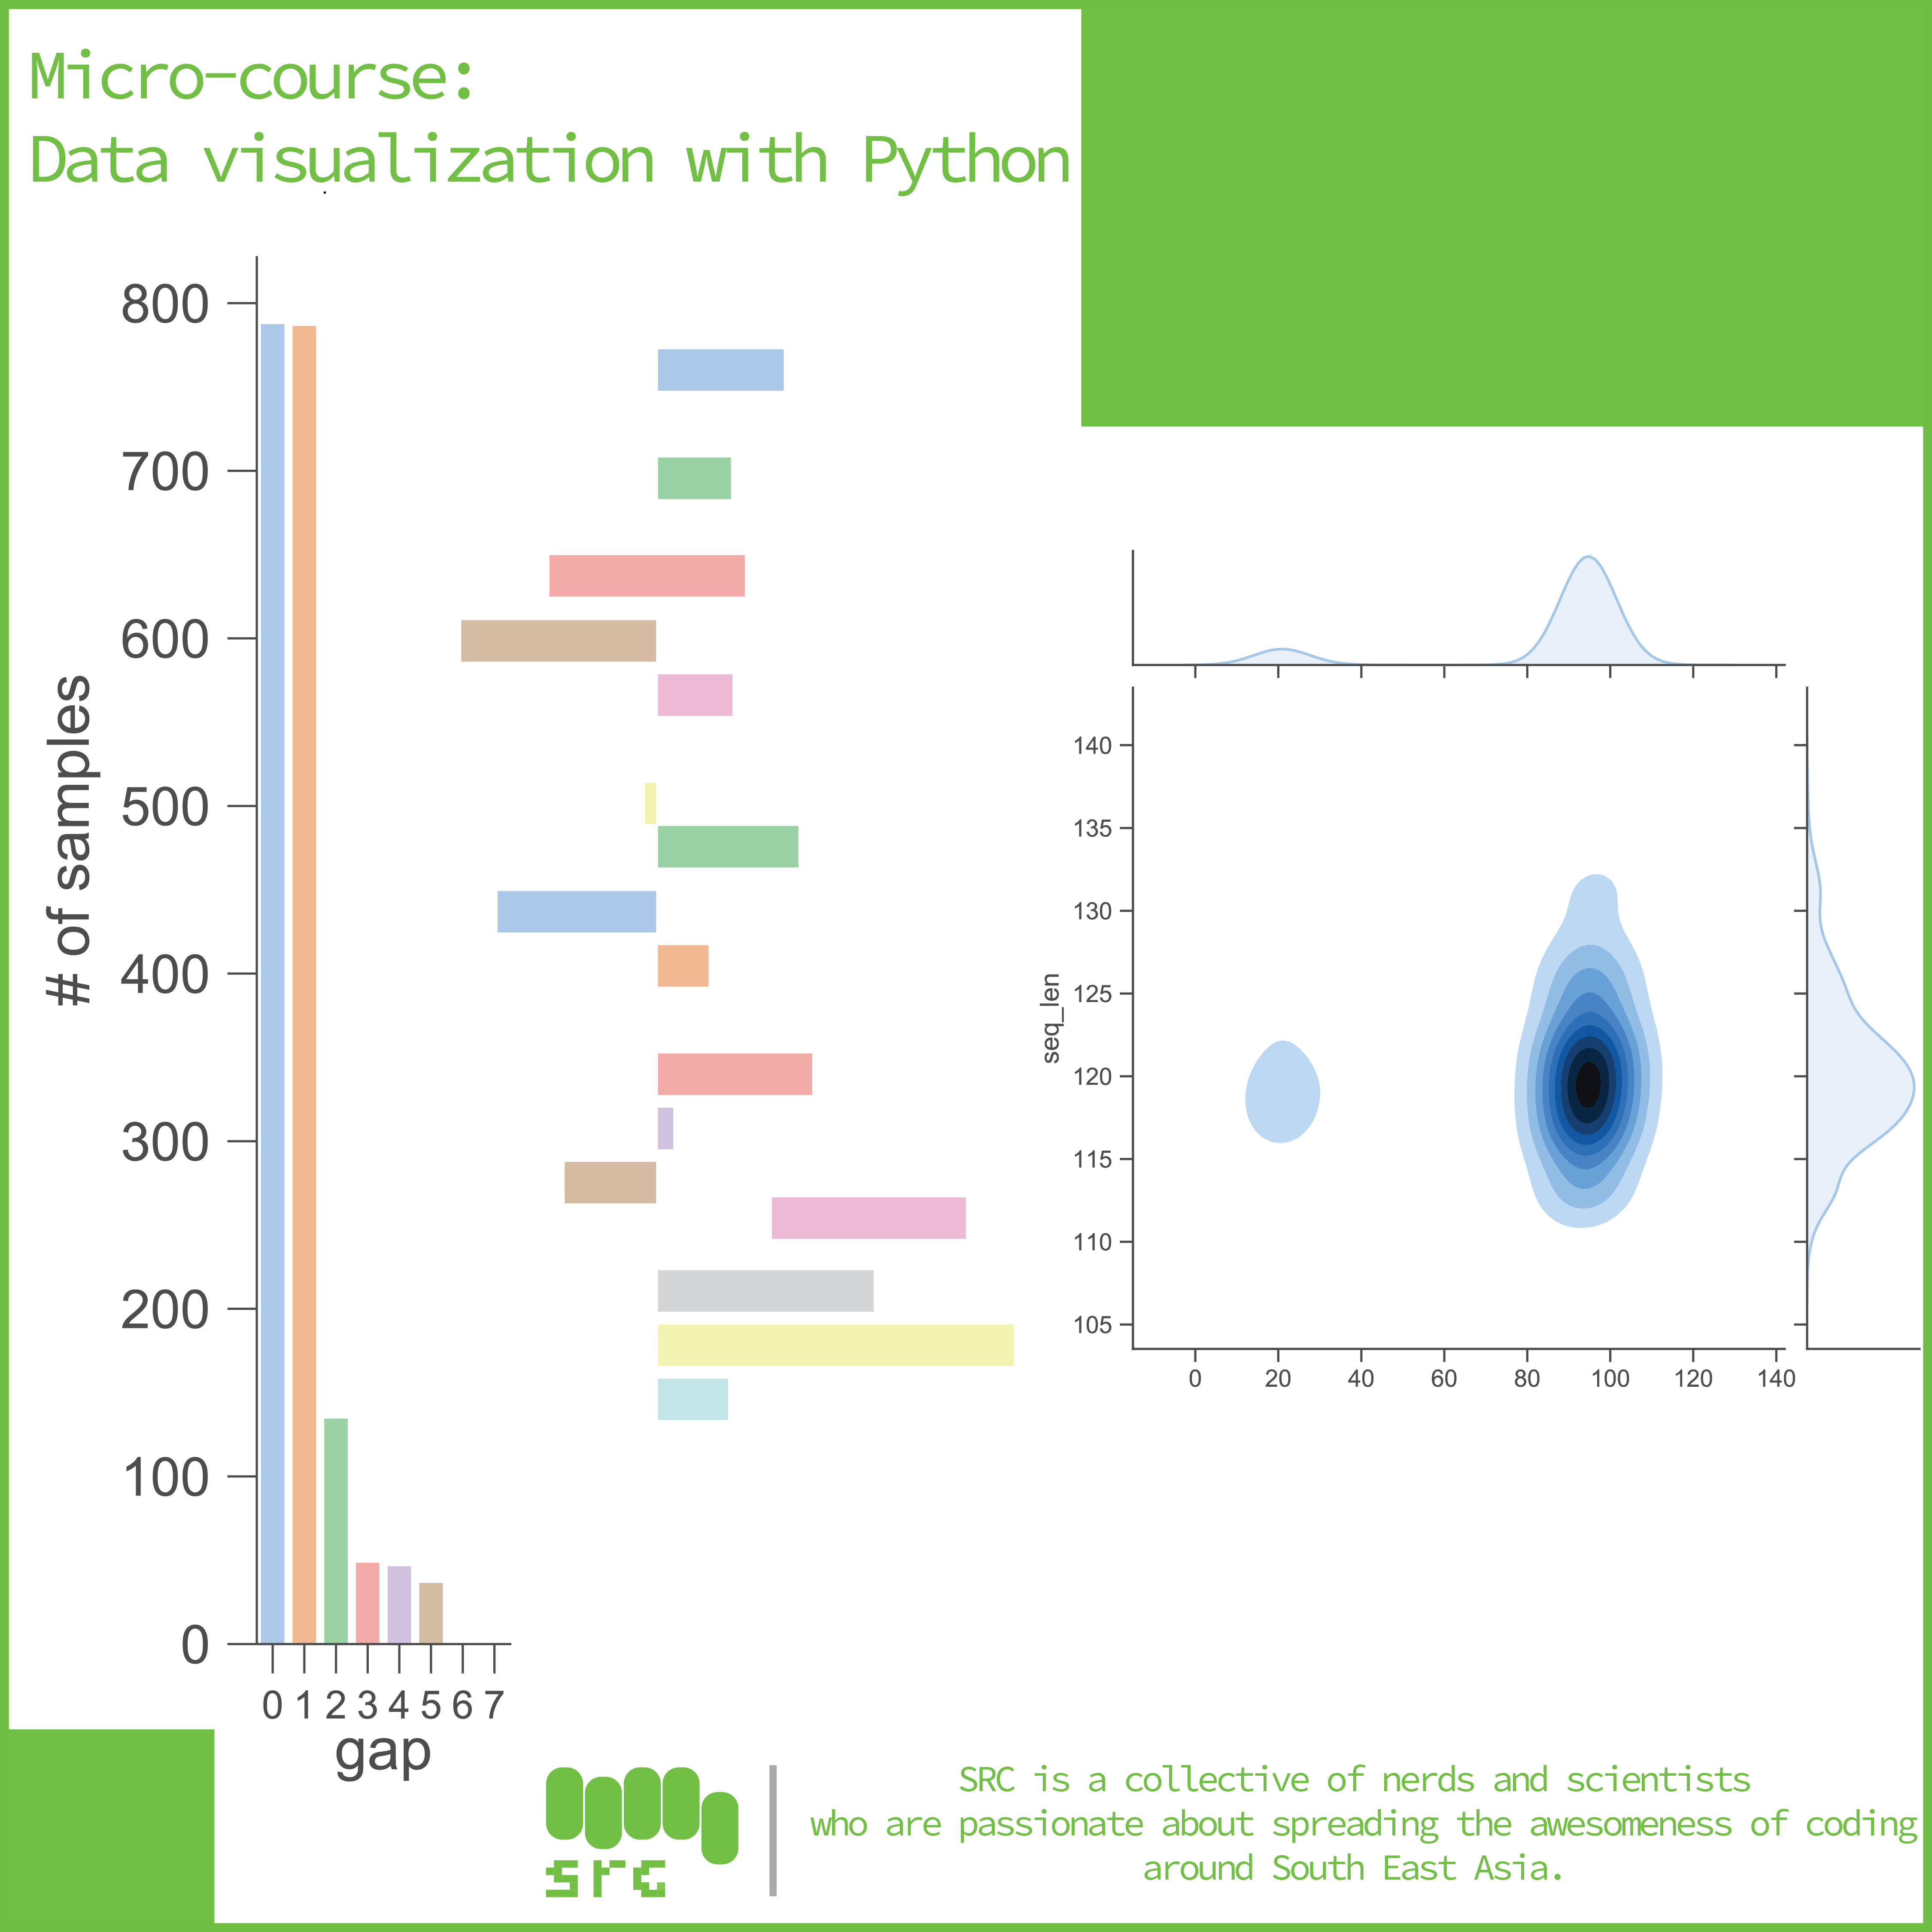 Micro-course:
Data visualization with Python
800
700
600
500
400
300
200
100
0
# of samples
0 1 2 3 4 5 6 7
gap
0 20 40 60 80 100 120 140
140
135
130
125
120
115
110
105
seq_len
src
SRC is a collective of nerds and scientists
who are passionate about spreading the awesomeness of coding
around South East Asia.